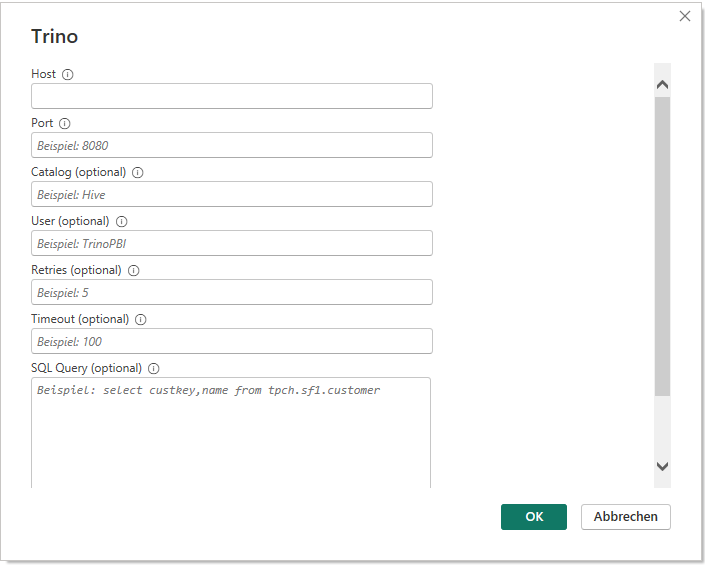 Trino
Host
Port
Beispiel: 8080
Catalog (optional)
Beispiel: Hive
User (optional)
Beispiel: TrinoPBI
Retries (optional)
Beispiel: 5
Timeout (optional)
Beispiel: 100
SQL Query (optional)
Beispiel: select custkey,name from tpch.sf1.customer
OK Abbrechen